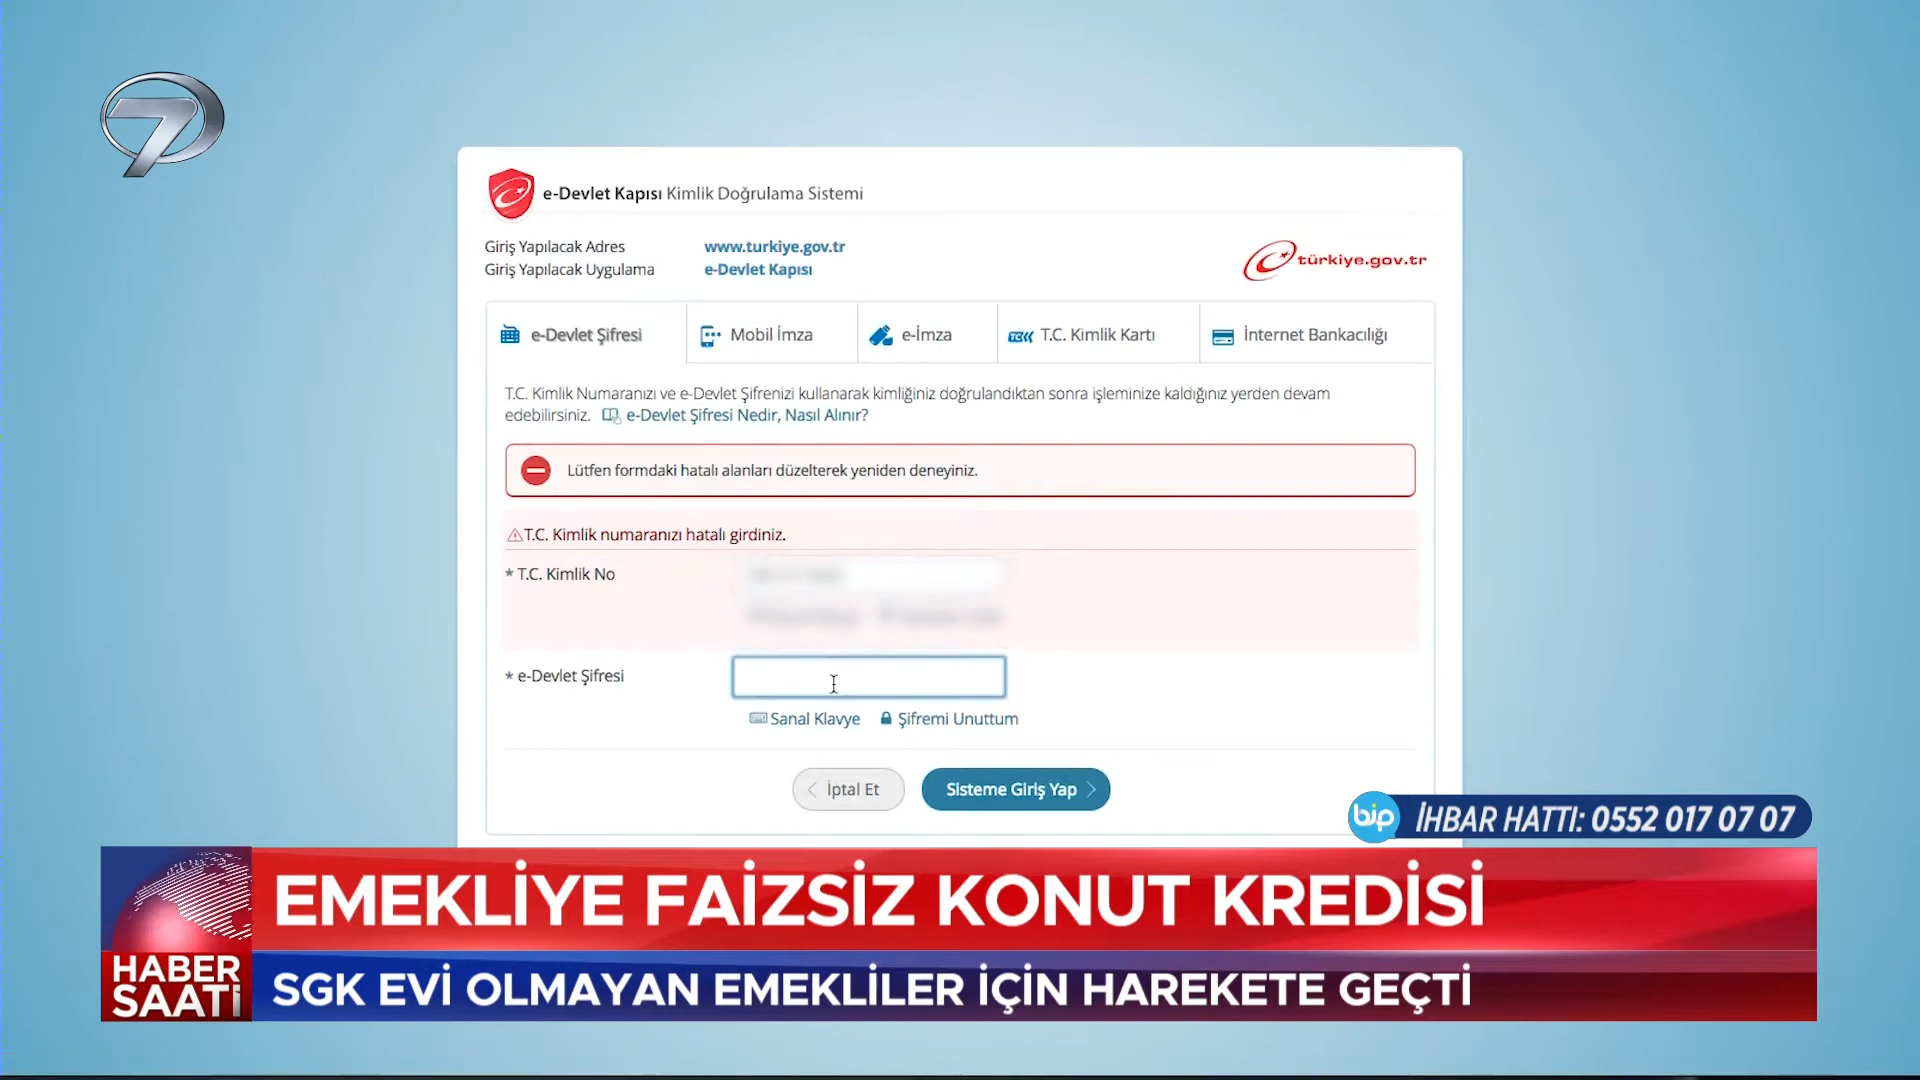 7
e-Devlet Kapısı Kimlik Doğrulama Sistemi
Giriş Yapılacak Adres www.turkiye.gov.tr
Giriş Yapılacak Uygulama e-Devlet Kapısı
türkiye.gov.tr
e-Devlet Şifresi Mobil İmza e-İmza T.C. Kimlik Kartı İnternet Bankacılığı
T.C. Kimlik Numaranızı ve e-Devlet Şifrenizi kullanarak kimliğiniz doğrulandıktan sonra işleminize kaldığınız yerden devam
edebilirsiniz. e-Devlet Şifresi Nedir, Nasıl Alınır?
Lütfen formdaki hatalı alanları düzelterek yeniden deneyiniz.
T.C. Kimlik numaranızı hatalı girdiniz.
* T.C. Kimlik No
* e-Devlet Şifresi
Sanal Klavye Şifremi Unuttum
İptal Et Sisteme Giriş Yap
bip İHBAR HATTI: 0552 017 07 07
EMEKLİYE FAİZSİZ KONUT KREDİSİ
HABER
SAATİ
SGK EVİ OLMAYAN EMEKLİLER İÇİN HAREKETE GEÇTİ